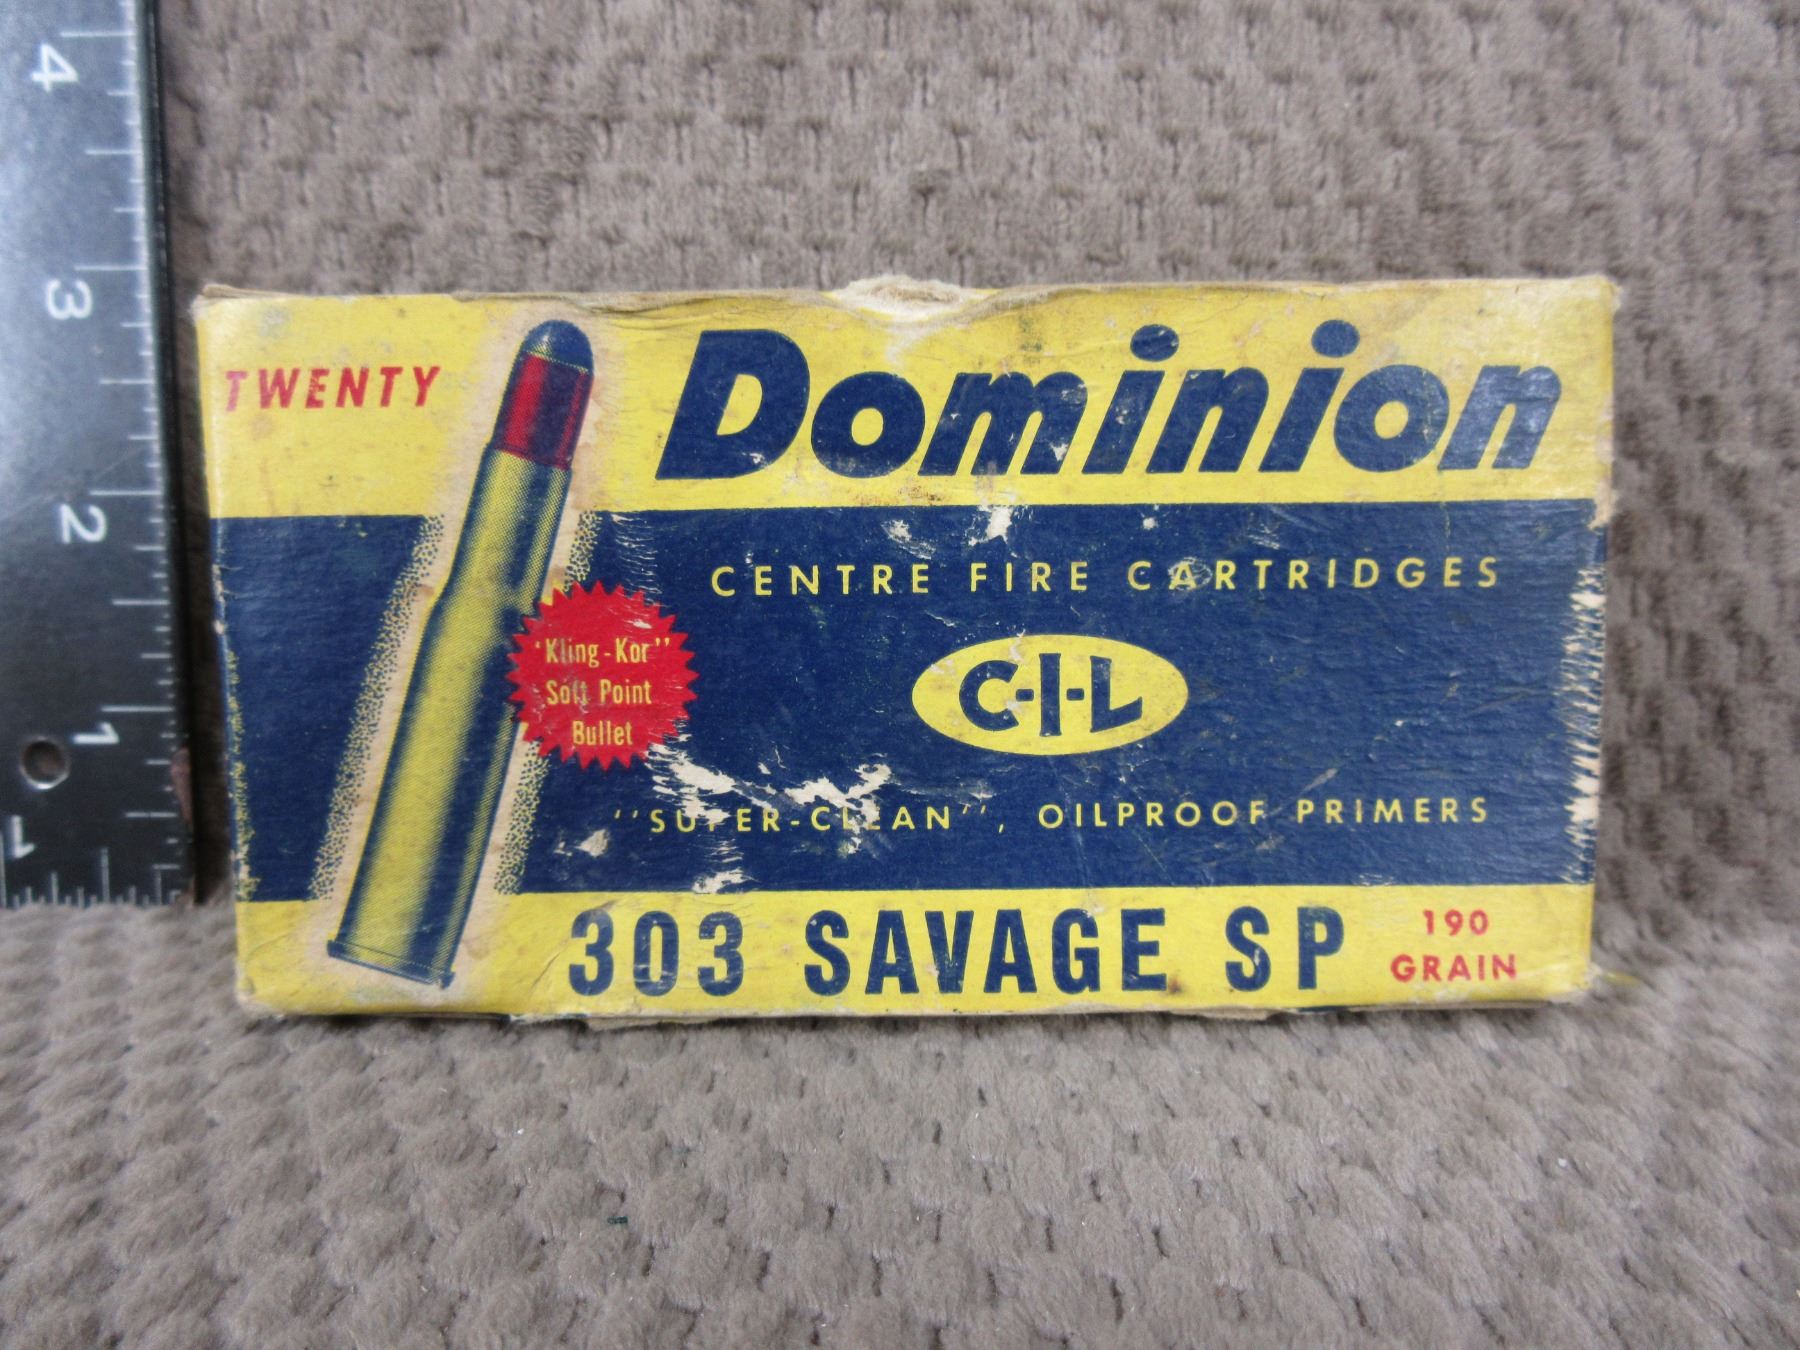 4
3
2
1
1
TWENTY
Dominion
CENTRE FIRE CARTRIDGES
"Kling-Kor"
Soft Point
Bullet
C-I-L
"SUPER-CLEAN", OILPROOF PRIMERS
303 SAVAGE SP
190
GRAIN